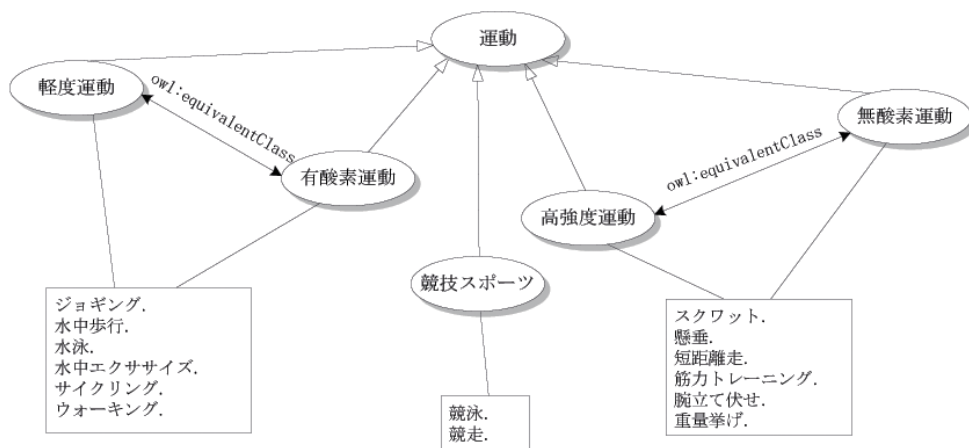 運動
軽度運動
owl:equivalentClass
有酸素運動
無酸素運動
owl:equivalentClass
高強度運動
競技スポーツ
ジョギング.
水中歩行.
水泳.
水中エクササイズ.
サイクリング.
ウォーキング.
競泳.
競走.
スクワット.
懸垂.
短距離走.
筋力トレーニング.
腕立て伏せ.
重量挙げ.